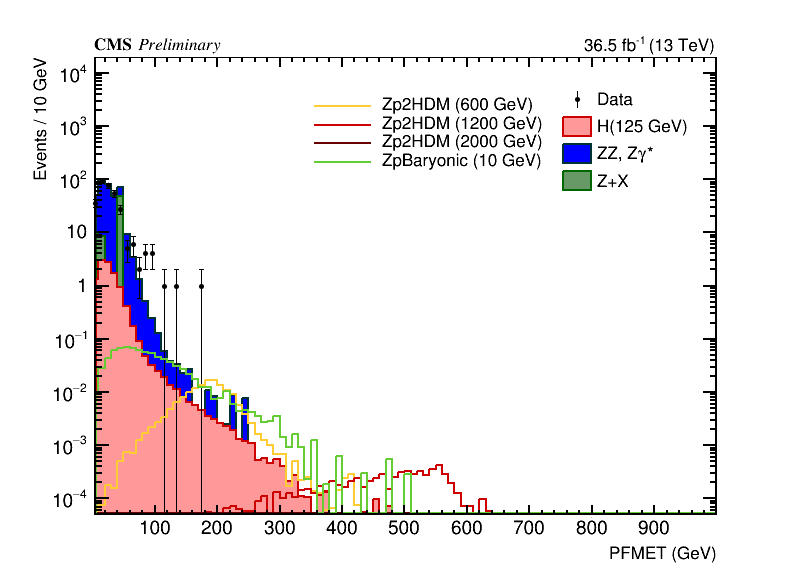 CMS Preliminary
36.5 fb⁻¹ (13 TeV)
Events / 10 GeV
10⁴
10³
10²
10
1
10⁻¹
10⁻²
10⁻³
10⁻⁴
Zp2HDM (600 GeV)
Zp2HDM (1200 GeV)
Zp2HDM (2000 GeV)
ZpBaryonic (10 GeV)
Data
H(125 GeV)
ZZ, Zγ*
Z+X
100 200 300 400 500 600 700 800 900
PFMET (GeV)